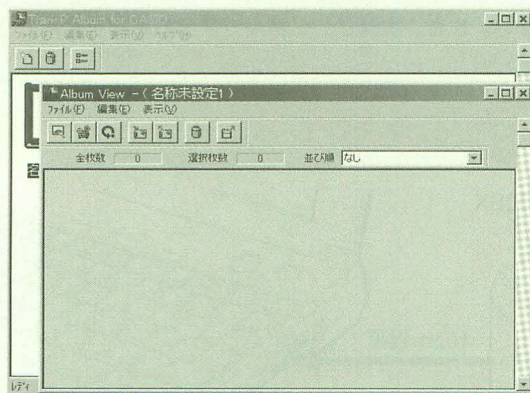 P Album for CASIO
ファイル(F) 編集(E) 表示(V) ヘルプ(H)
Album View - ( 名称未設定1 )
ファイル(F) 編集(E) 表示(V)
全枚数 0 選択枚数 0 並び順 なし
レディ